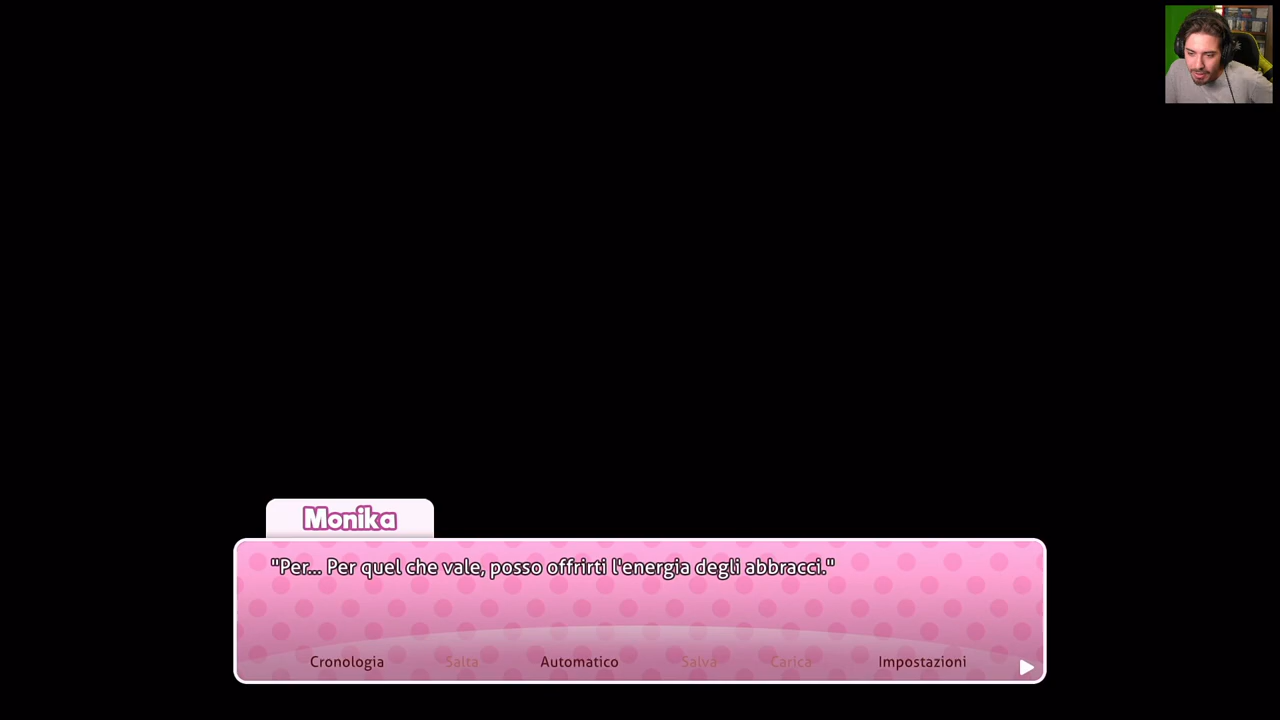 Monika
"Per... Per quel che vale, posso offrirti l'energia degli abbracci."
Cronologia Salta Automatico Salva Carica Impostazioni